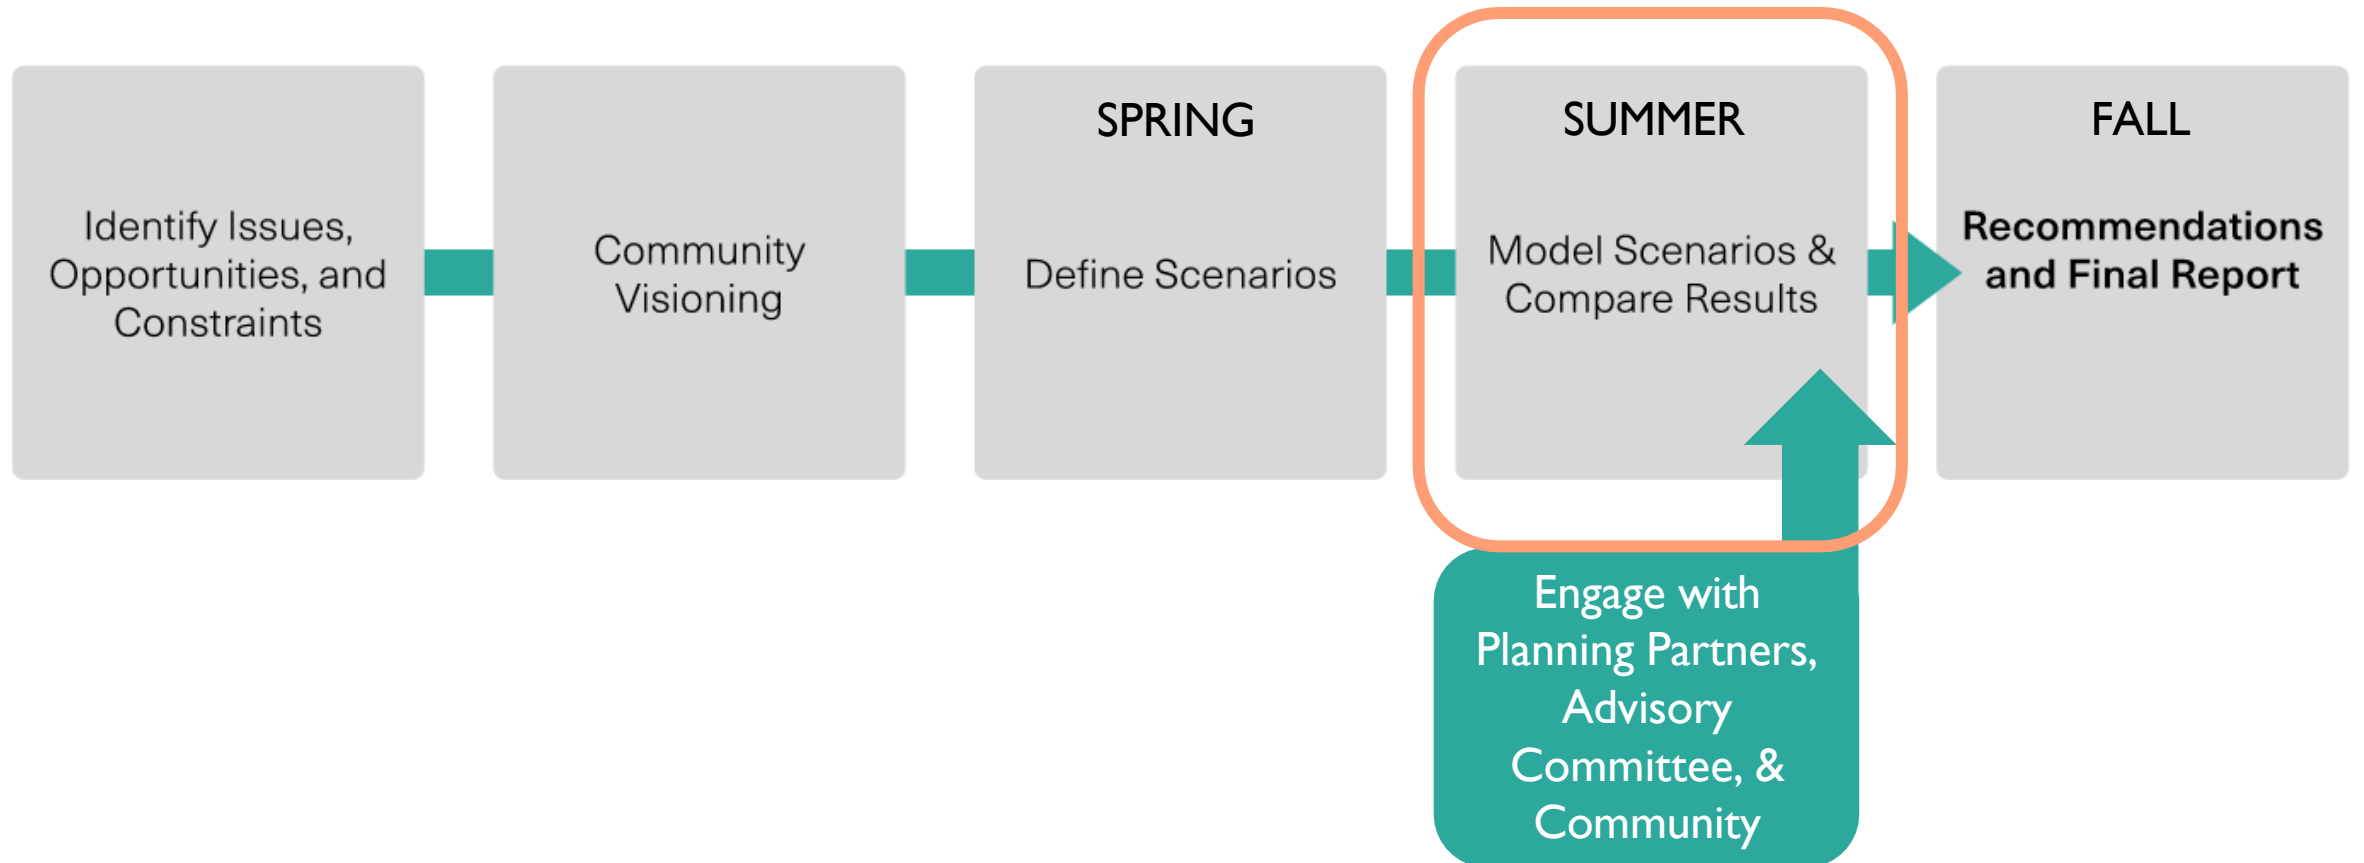 Identify Issues,
Opportunities, and
Constraints
Community
Visioning
SPRING
Define Scenarios
SUMMER
Model Scenarios &
Compare Results
FALL
Recommendations
and Final Report
Engage with
Planning Partners,
Advisory
Committee, &
Community